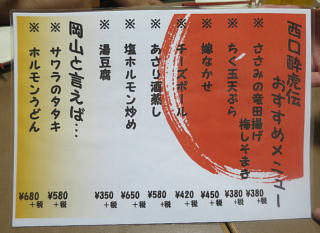 西口酔虎伝
おすすめメニュー
※ ささみの竜田揚げ
梅しそまき
¥380
+税
※ ちく玉天ぷら
¥380
+税
※ 嫁なかせ
¥450
+税
※ チーズボール
¥420
+税
※ あさり酒蒸し
¥580
+税
※ 塩ホルモン炒め
¥650
+税
※ 湯豆腐
¥350
+税
岡山と言えば…
※ サワラのタタキ
¥580
+税
※ ホルモンうどん
¥680
+税